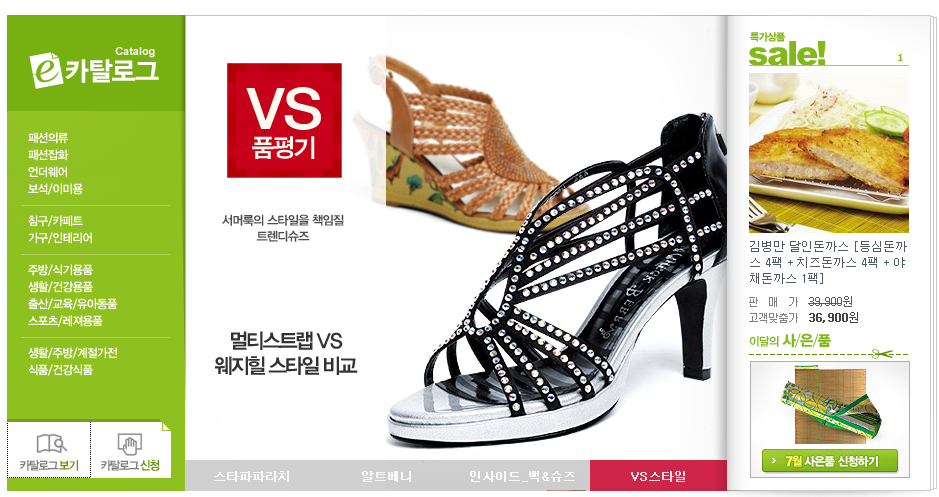 Catalog
e카탈로그
패션의류
패션잡화
언더웨어
보석/이미용
침구/카페트
가구/인테리어
주방/식기용품
생활/건강용품
출산/교육/유아동품
스포츠/레져용품
생활/주방/계절가전
식품/건강식품
카탈로그보기
카탈로그신청
VS
품평기
서머룩의 스타일을 책임질
트렌디슈즈
멀티스트랩 VS
웨지힐 스타일 비교
스타파파라치
알트베니
인사이드_빽&슈즈
VS스타일
특가상품
sale!
1
김병만 달인돈까스 [등심돈까
스 4팩 + 치즈돈까스 4팩 + 야
채돈까스 1팩]
판 매 가 39,900원
고객맞춤가 36,900원
이달의 사/은/품
7월 사은품 신청하기